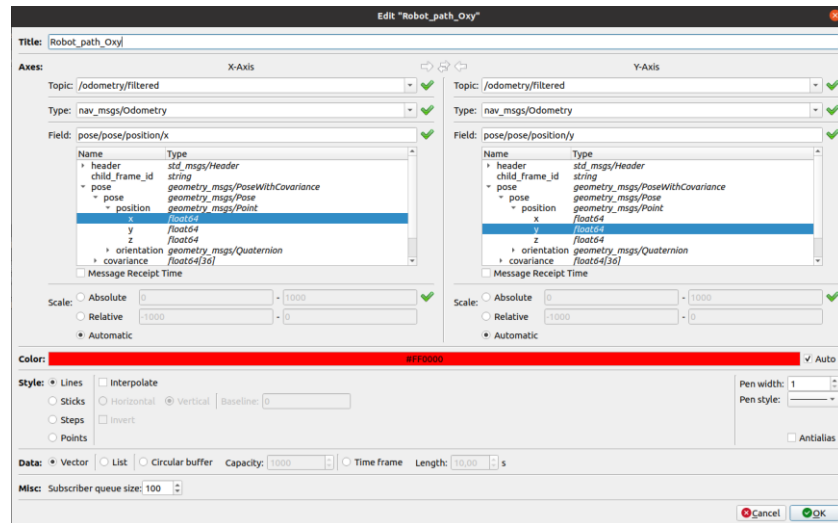 Edit "Robot_path_Oxy"
Title: Robot_path_Oxy
Axes: X-Axis Y-Axis
Topic: /odometry/filtered Topic: /odometry/filtered
Type: nav_msgs/Odometry Type: nav_msgs/Odometry
Field: pose/pose/position/x Field: pose/pose/position/y
Name Type Name Type
header std_msgs/Header header std_msgs/Header
child_frame_id string child_frame_id string
pose geometry_msgs/PoseWithCovariance pose geometry_msgs/PoseWithCovariance
pose geometry_msgs/Pose pose geometry_msgs/Pose
position geometry_msgs/Point position geometry_msgs/Point
x float64 x float64
y float64 y float64
z float64 z float64
orientation geometry_msgs/Quaternion orientation geometry_msgs/Quaternion
covariance float64[36] covariance float64[36]
Message Receipt Time Message Receipt Time
Scale: Absolute 0 - 1000 Scale: Absolute 0 - 1000
Relative -1000 - 0 Relative -1000 - 0
Automatic Automatic
Color: #FF0000 Auto
Style: Lines Interpolate Pen width: 1
Sticks Horizontal Vertical Baseline: 0 Pen style:
Steps Invert
Points Antialias
Data: Vector List Circular buffer Capacity: 1000 Time frame Length: 10,00 s
Misc: Subscriber queue size: 100
Cancel OK